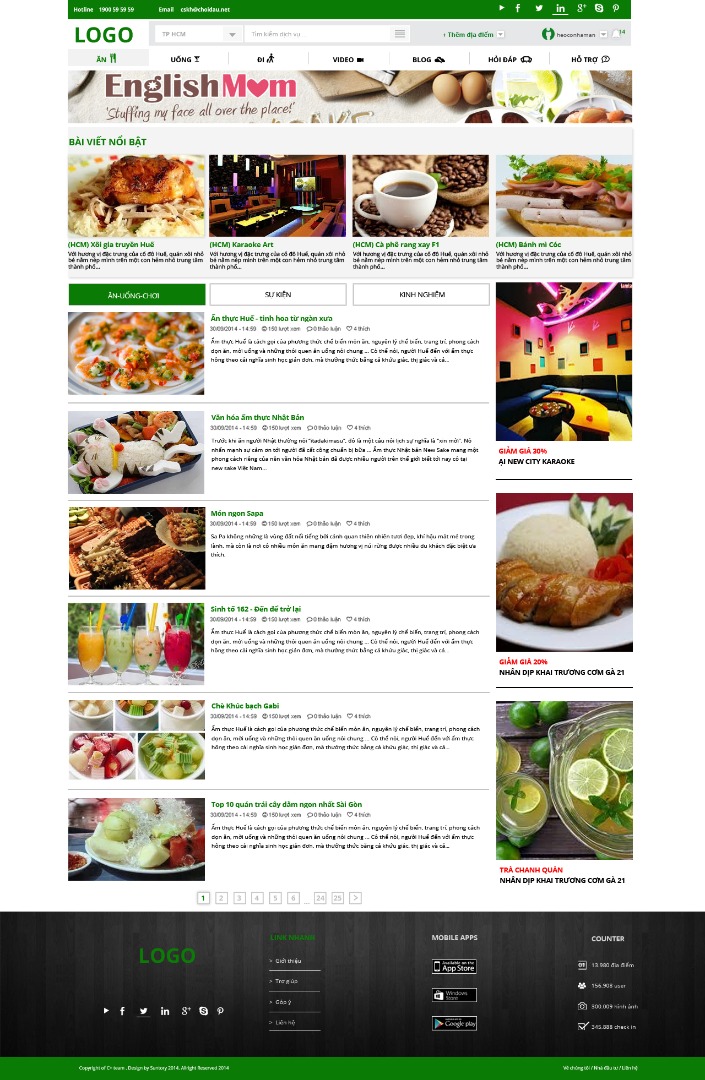 Hotline 1900 59 59 59 Email cskh@choidau.net
LOGO TP HCM Tìm kiếm dịch vụ › Thêm địa điểm heoconhaman 14
ĂN UỐNG ĐI VIDEO BLOG HỎI ĐÁP HỖ TRỢ
EnglishMom
'Stuffing my face all over the place!'
BÀI VIẾT NỔI BẬT
(HCM) Xôi gia truyền Huế
Với hương vị đặc trưng của cố đô Huế, quán xôi nhỏ
bé nằm nép mình trên một con hẻm nhỏ trung tâm
thành phố...
(HCM) Karaoke Art
Với hương vị đặc trưng của cố đô Huế, quán xôi nhỏ
bé nằm nép mình trên một con hẻm nhỏ trung tâm
thành phố...
(HCM) Cà phê rang xay F1
Với hương vị đặc trưng của cố đô Huế, quán xôi nhỏ
bé nằm nép mình trên một con hẻm nhỏ trung tâm
thành phố...
(HCM) Bánh mì Cóc
Với hương vị đặc trưng của cố đô Huế, quán xôi nhỏ
bé nằm nép mình trên một con hẻm nhỏ trung tâm
thành phố...
ĂN-UỐNG-CHƠI SỰ KIỆN KINH NGHIỆM
Ẩn thực Huế - tinh hoa từ ngàn xưa
30/09/2014 - 14:59 150 lượt xem 0 thảo luận 4 thích
Ẩm thực Huế là cách gọi của phương thức chế biến món ăn, nguyên lý chế biến, trang trí, phong cách
dọn ăn, mời uống và những thói quen ăn uống nói chung ... Có thể nói, người Huế đến với ẩm thực
hông theo cái nghĩa sinh học giản đơn, mà thưởng thức bằng cả khứu giác, thị giác và cả...
Văn hóa ẩm thực Nhật Bản
30/09/2014 - 14:59 150 lượt xem 0 thảo luận 4 thích
Trước khi ăn người Nhật thường nói "itadakimasu", đó là một câu nói lịch sự nghĩa là "xin mời". Nó
nhấn mạnh sự cảm ơn tới người đã cất công chuẩn bị bữa ... Ẩm thực Nhật bản New Sake mang một
phong cách riêng của nền văn hóa Nhật bản đã được nhiều người trên thế giới biết tới nay có tại
new sake Việt Nam...
Món ngon Sapa
30/09/2014 - 14:59 150 lượt xem 0 thảo luận 4 thích
Sa Pa không những là vùng đất nổi tiếng bởi cảnh quan thiên nhiên tươi đẹp, khí hậu mát mẻ trong
lành, mà còn là nơi có nhiều món ăn mang đậm hương vị núi rừng được nhiều du khách đặc biệt ưa
thích.
Sinh tố 162 - Đến để trở lại
30/09/2014 - 14:59 150 lượt xem 0 thảo luận 4 thích
Ẩm thực Huế là cách gọi của phương thức chế biến món ăn, nguyên lý chế biến, trang trí, phong cách
dọn ăn, mời uống và những thói quen ăn uống nói chung ... Có thể nói, người Huế đến với ẩm thực
hông theo cái nghĩa sinh học giản đơn, mà thưởng thức bằng cả khứu giác, thị giác và cả...
Chè Khúc bạch Gabi
30/09/2014 - 14:59 150 lượt xem 0 thảo luận 4 thích
Ẩm thực Huế là cách gọi của phương thức chế biến món ăn, nguyên lý chế biến, trang trí, phong cách
dọn ăn, mời uống và những thói quen ăn uống nói chung ... Có thể nói, người Huế đến với ẩm thực
hông theo cái nghĩa sinh học giản đơn, mà thưởng thức bằng cả khứu giác, thị giác và cả...
Top 10 quán trái cây dầm ngon nhất Sài Gòn
30/09/2014 - 14:59 150 lượt xem 0 thảo luận 4 thích
Ẩm thực Huế là cách gọi của phương thức chế biến món ăn, nguyên lý chế biến, trang trí, phong cách
dọn ăn, mời uống và những thói quen ăn uống nói chung ... Có thể nói, người Huế đến với ẩm thực
hông theo cái nghĩa sinh học giản đơn, mà thưởng thức bằng cả khứu giác, thị giác và cả...
GIẢM GIÁ 30%
ẠI NEW CITY KARAOKE
GIẢM GIÁ 20%
NHÂN DỊP KHAI TRƯƠNG CƠM GÀ 21
TRÀ CHANH QUÁN
NHÂN DỊP KHAI TRƯƠNG CƠM GÀ 21
1 2 3 4 5 6 ... 24 25 >
LOGO
LINK NHANH
> Giới thiệu
> Trợ giúp
> Góp ý
> Liên hệ
MOBILE APPS
Available on the
App Store
Windows
Store
Google play
COUNTER
13.980 địa điểm
156.908 user
500.009 hình ảnh
345.888 check in
Copyright of C+ team . Design by Suntory 2014. All right Reserved 2014
Về chúng tôi / Nhà đầu tư / Liên hệ